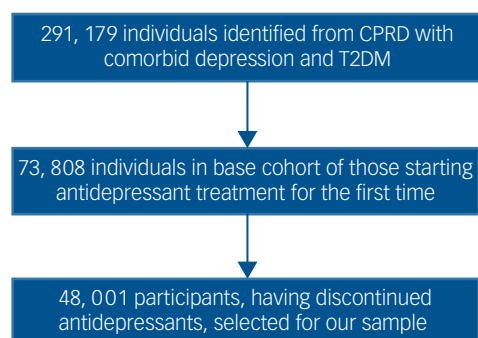 291, 179 individuals identified from CPRD with
comorbid depression and T2DM
73, 808 individuals in base cohort of those starting
antidepressant treatment for the first time
48, 001 participants, having discontinued
antidepressants, selected for our sample